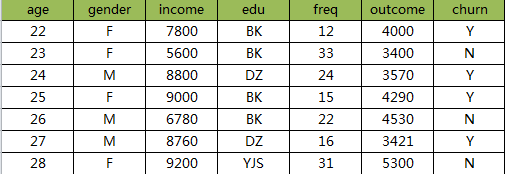 age gender income edu freq outcome churn
22 F 7800 BK 12 4000 Y
23 F 5600 BK 33 3400 N
24 M 8800 DZ 24 3570 Y
25 F 9000 BK 15 4290 Y
26 M 6780 BK 22 4530 N
27 M 8760 DZ 16 3421 Y
28 F 9200 YJS 31 5300 N